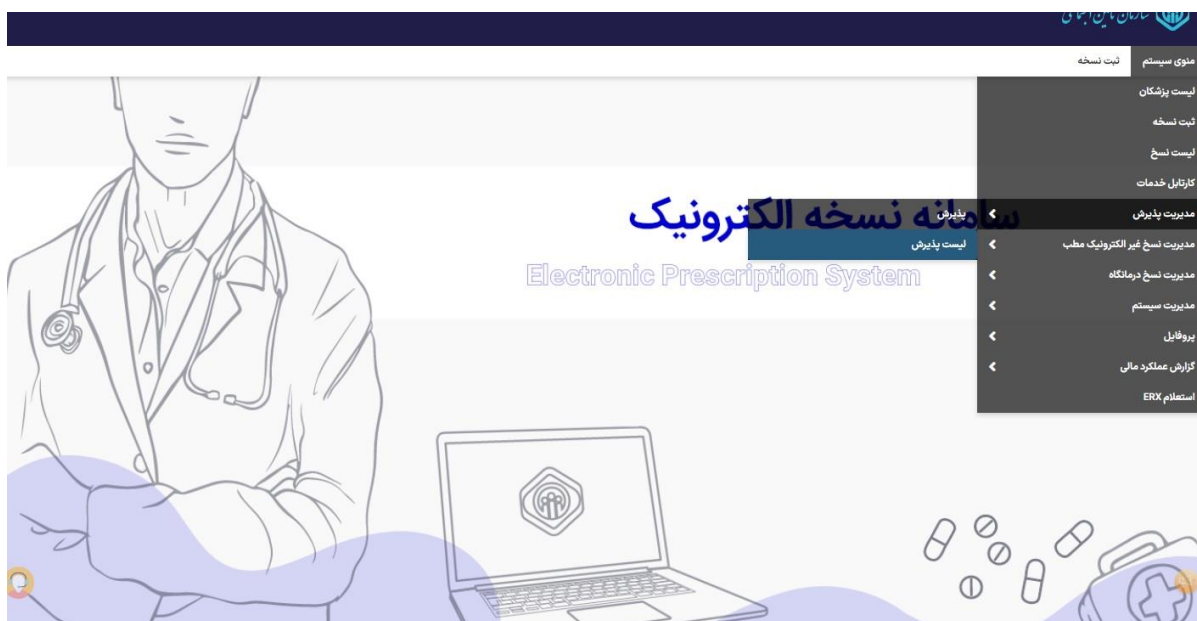 سازمان تامین اجتماعی
منوی سیستم
ثبت نسخه
لیست پزشکان
ثبت نسخه
لیست نسخ
کارتابل خدمات
مدیریت پذیرش
پذیرش
لیست پذیرش
مدیریت نسخ غیر الکترونیک مطب
مدیریت نسخ درمانگاه
مدیریت سیستم
پروفایل
گزارش عملکرد مالی
استعلام ERX
سامانه نسخه الکترونیک
Electronic Prescription System